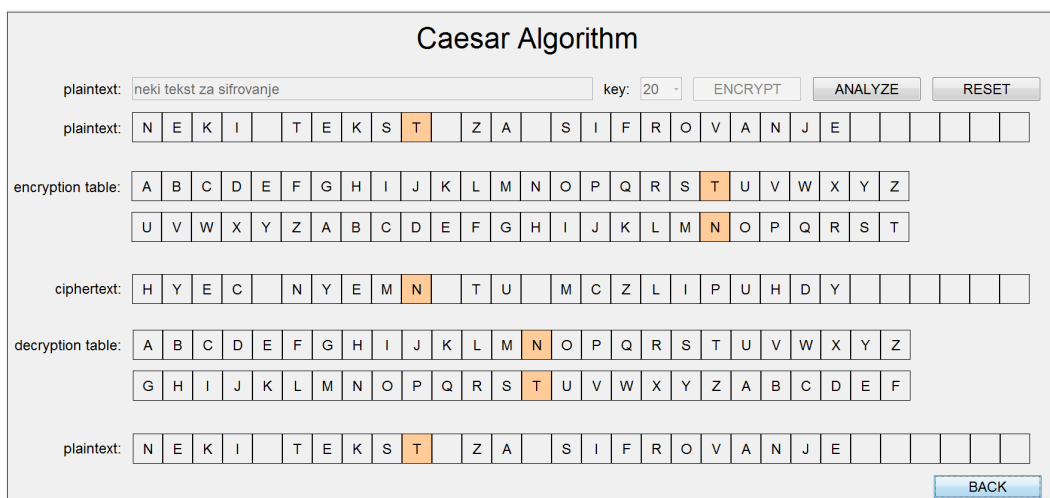 Caesar Algorithm
plaintext: neki tekst za sifrovanje key: 20 ENCRYPT ANALYZE RESET
plaintext: N E K I T E K S T Z A S I F R O V A N J E
encryption table: A B C D E F G H I J K L M N O P Q R S T U V W X Y Z
U V W X Y Z A B C D E F G H I J K L M N O P Q R S T
ciphertext: H Y E C N Y E M N T U M C Z L I P U H D Y
decryption table: A B C D E F G H I J K L M N O P Q R S T U V W X Y Z
G H I J K L M N O P Q R S T U V W X Y Z A B C D E F
plaintext: N E K I T E K S T Z A S I F R O V A N J E
BACK